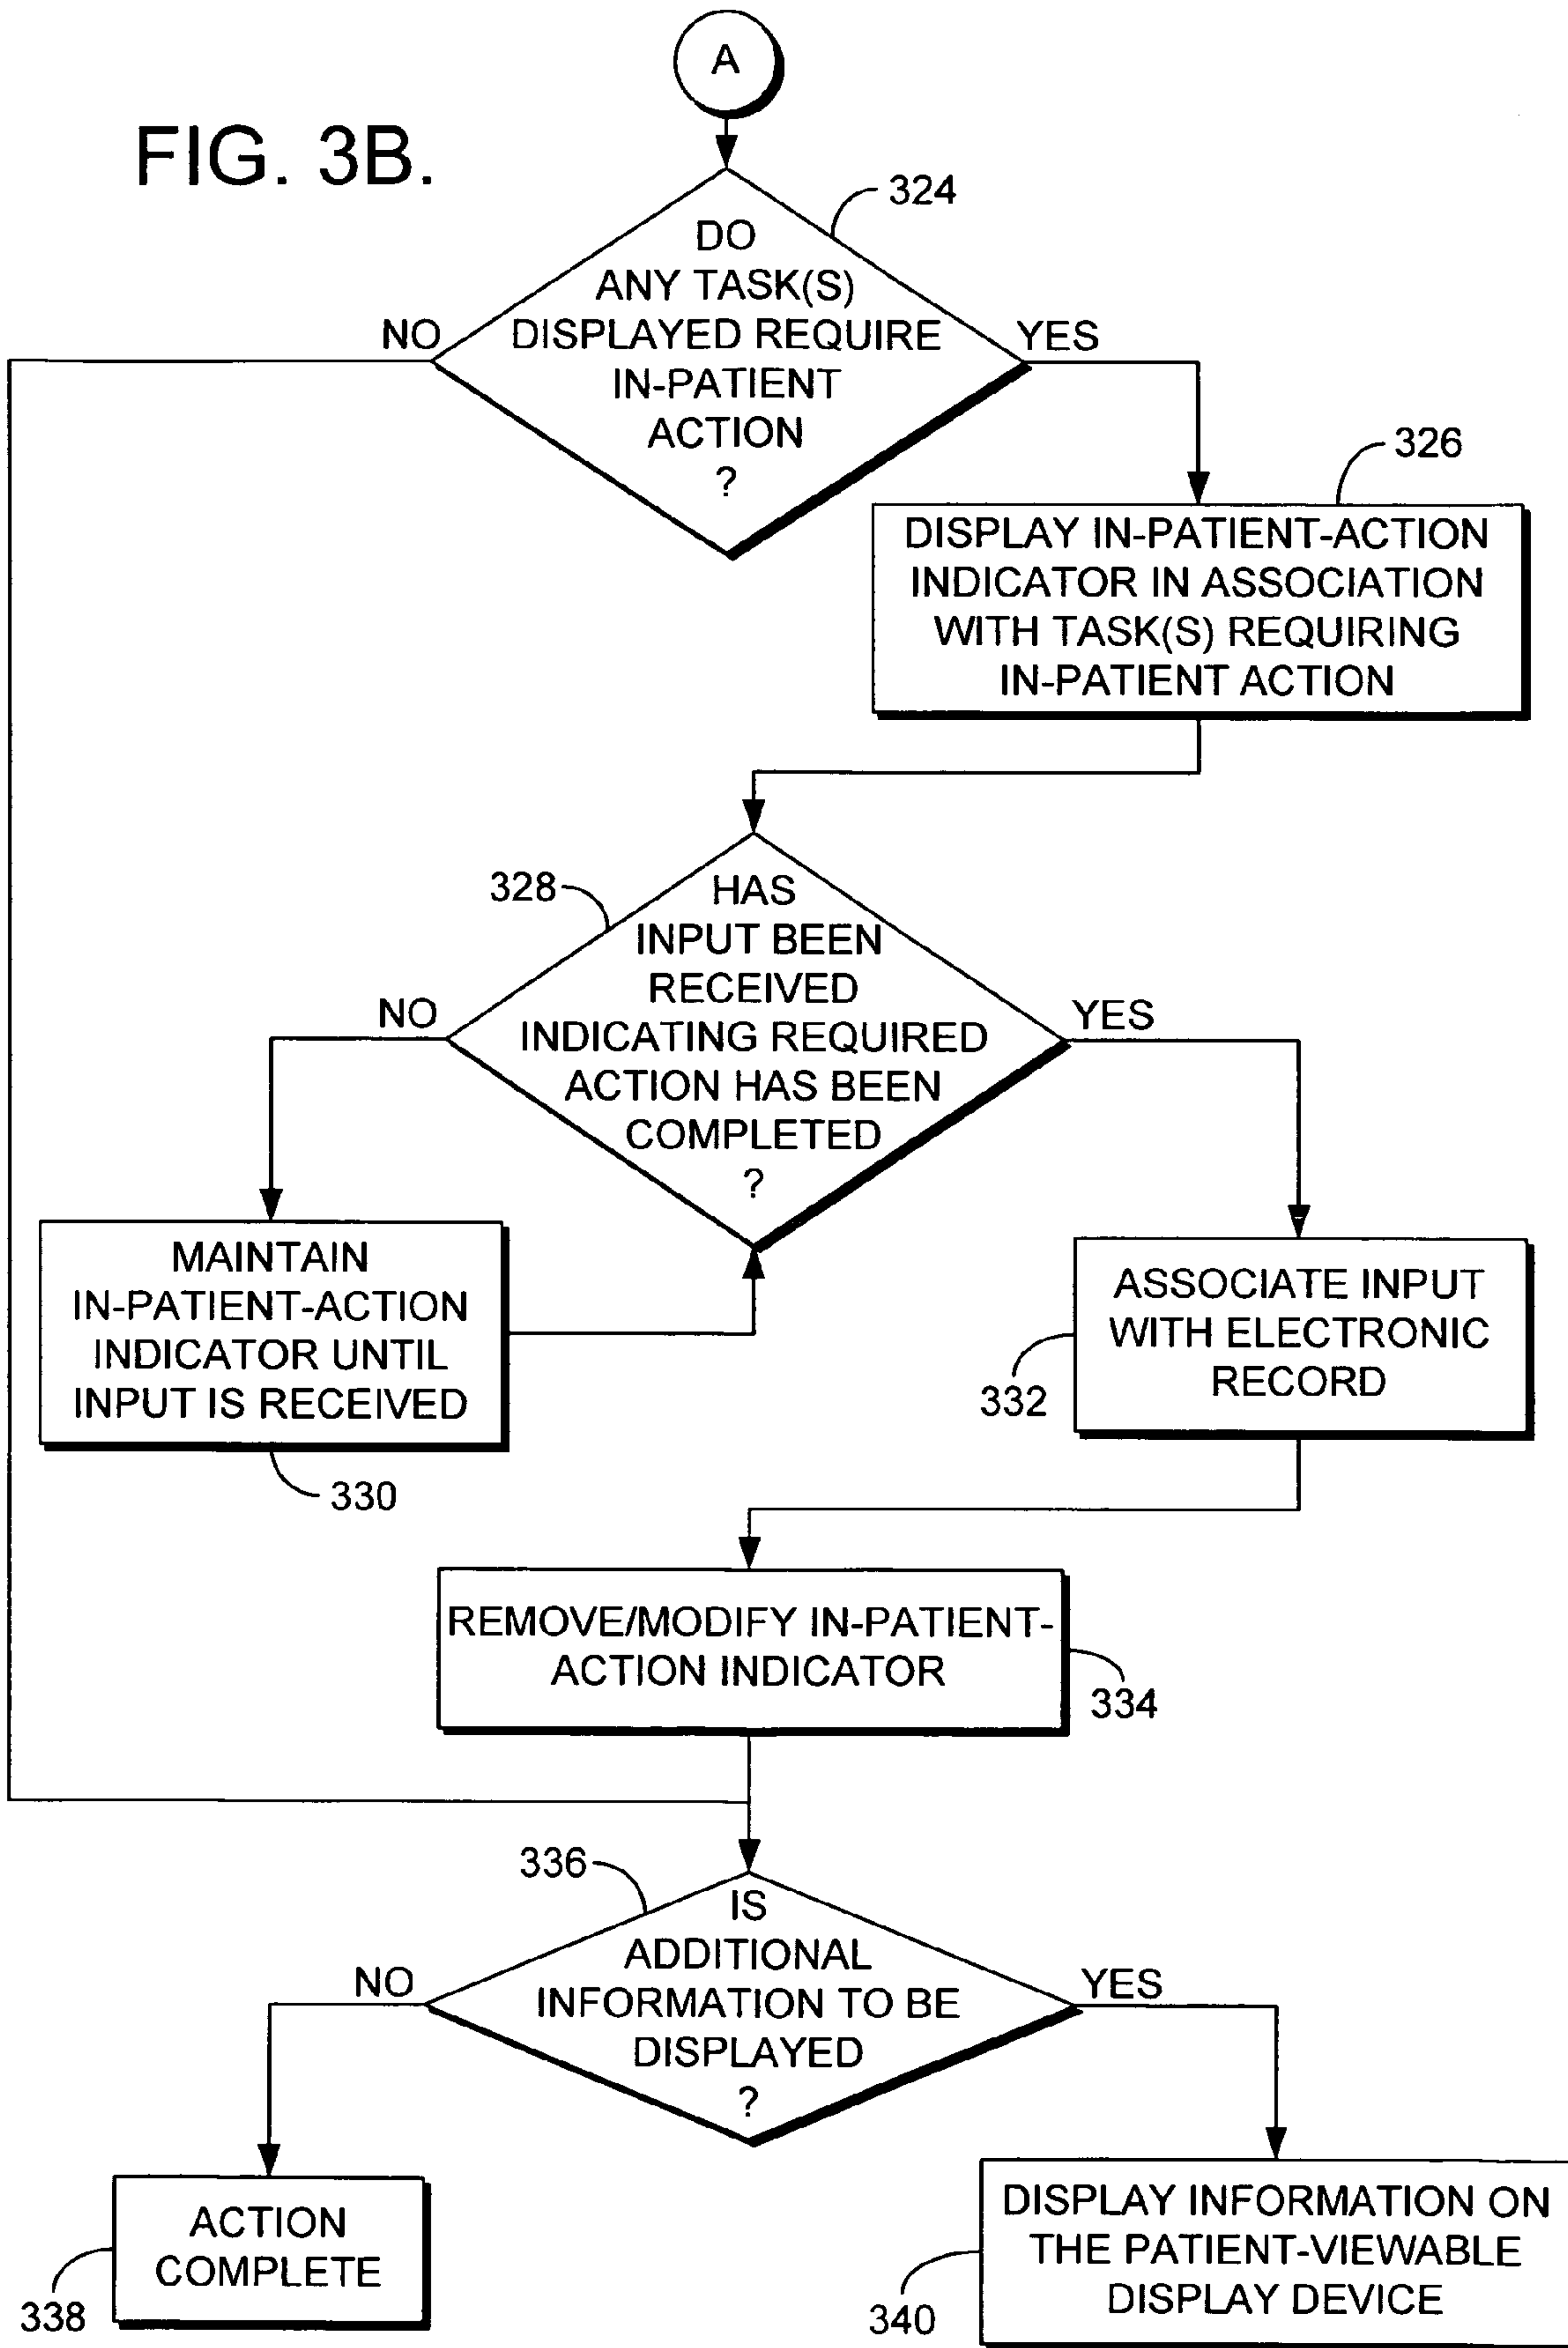 A
FIG. 3B.
324
DO
ANY TASK(S)
DISPLAYED REQUIRE
IN-PATIENT
ACTION
?
NO
YES
326
DISPLAY IN-PATIENT-ACTION
INDICATOR IN ASSOCIATION
WITH TASK(S) REQUIRING
IN-PATIENT ACTION
328
HAS
INPUT BEEN
RECEIVED
INDICATING REQUIRED
ACTION HAS BEEN
COMPLETED
?
NO
YES
MAINTAIN
IN-PATIENT-ACTION
INDICATOR UNTIL
INPUT IS RECEIVED
330
ASSOCIATE INPUT
WITH ELECTRONIC
RECORD
332
REMOVE/MODIFY IN-PATIENT-
ACTION INDICATOR
334
336
IS
ADDITIONAL
INFORMATION TO BE
DISPLAYED
?
NO
YES
ACTION
COMPLETE
338
DISPLAY INFORMATION ON
THE PATIENT-VIEWABLE
DISPLAY DEVICE
340